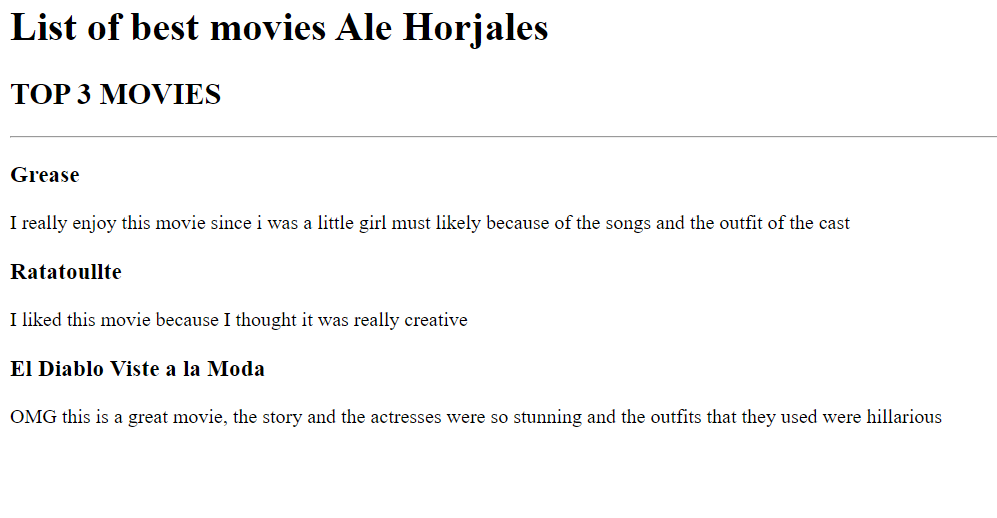 List of best movies Ale Horjales
TOP 3 MOVIES
Grease
I really enjoy this movie since i was a little girl must likely because of the songs and the outfit of the cast
Ratatoullte
I liked this movie because I thought it was really creative
El Diablo Viste a la Moda
OMG this is a great movie, the story and the actresses were so stunning and the outfits that they used were hillarious